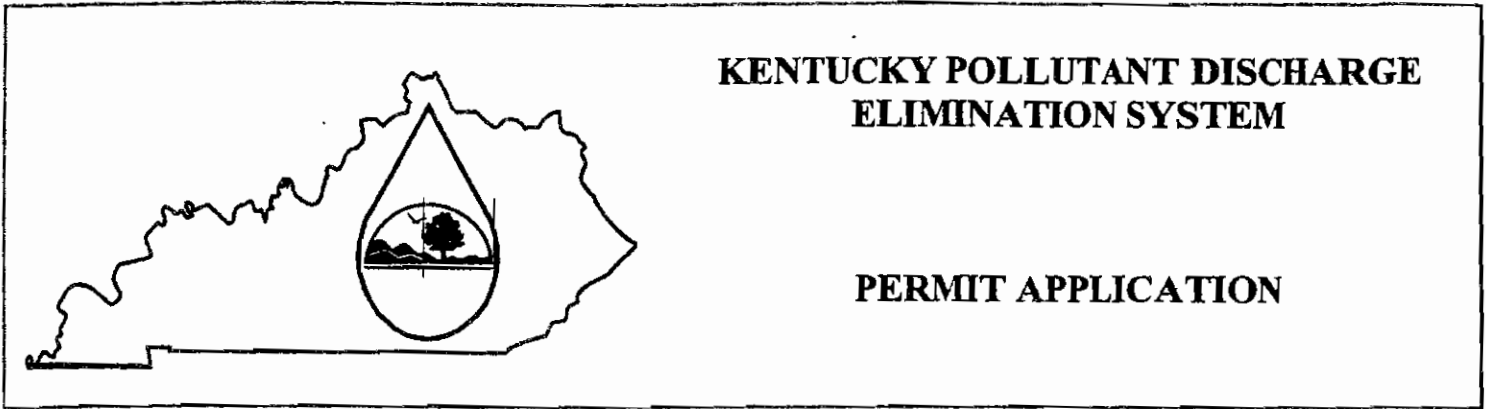 KENTUCKY POLLUTANT DISCHARGE
ELIMINATION SYSTEM
PERMIT APPLICATION